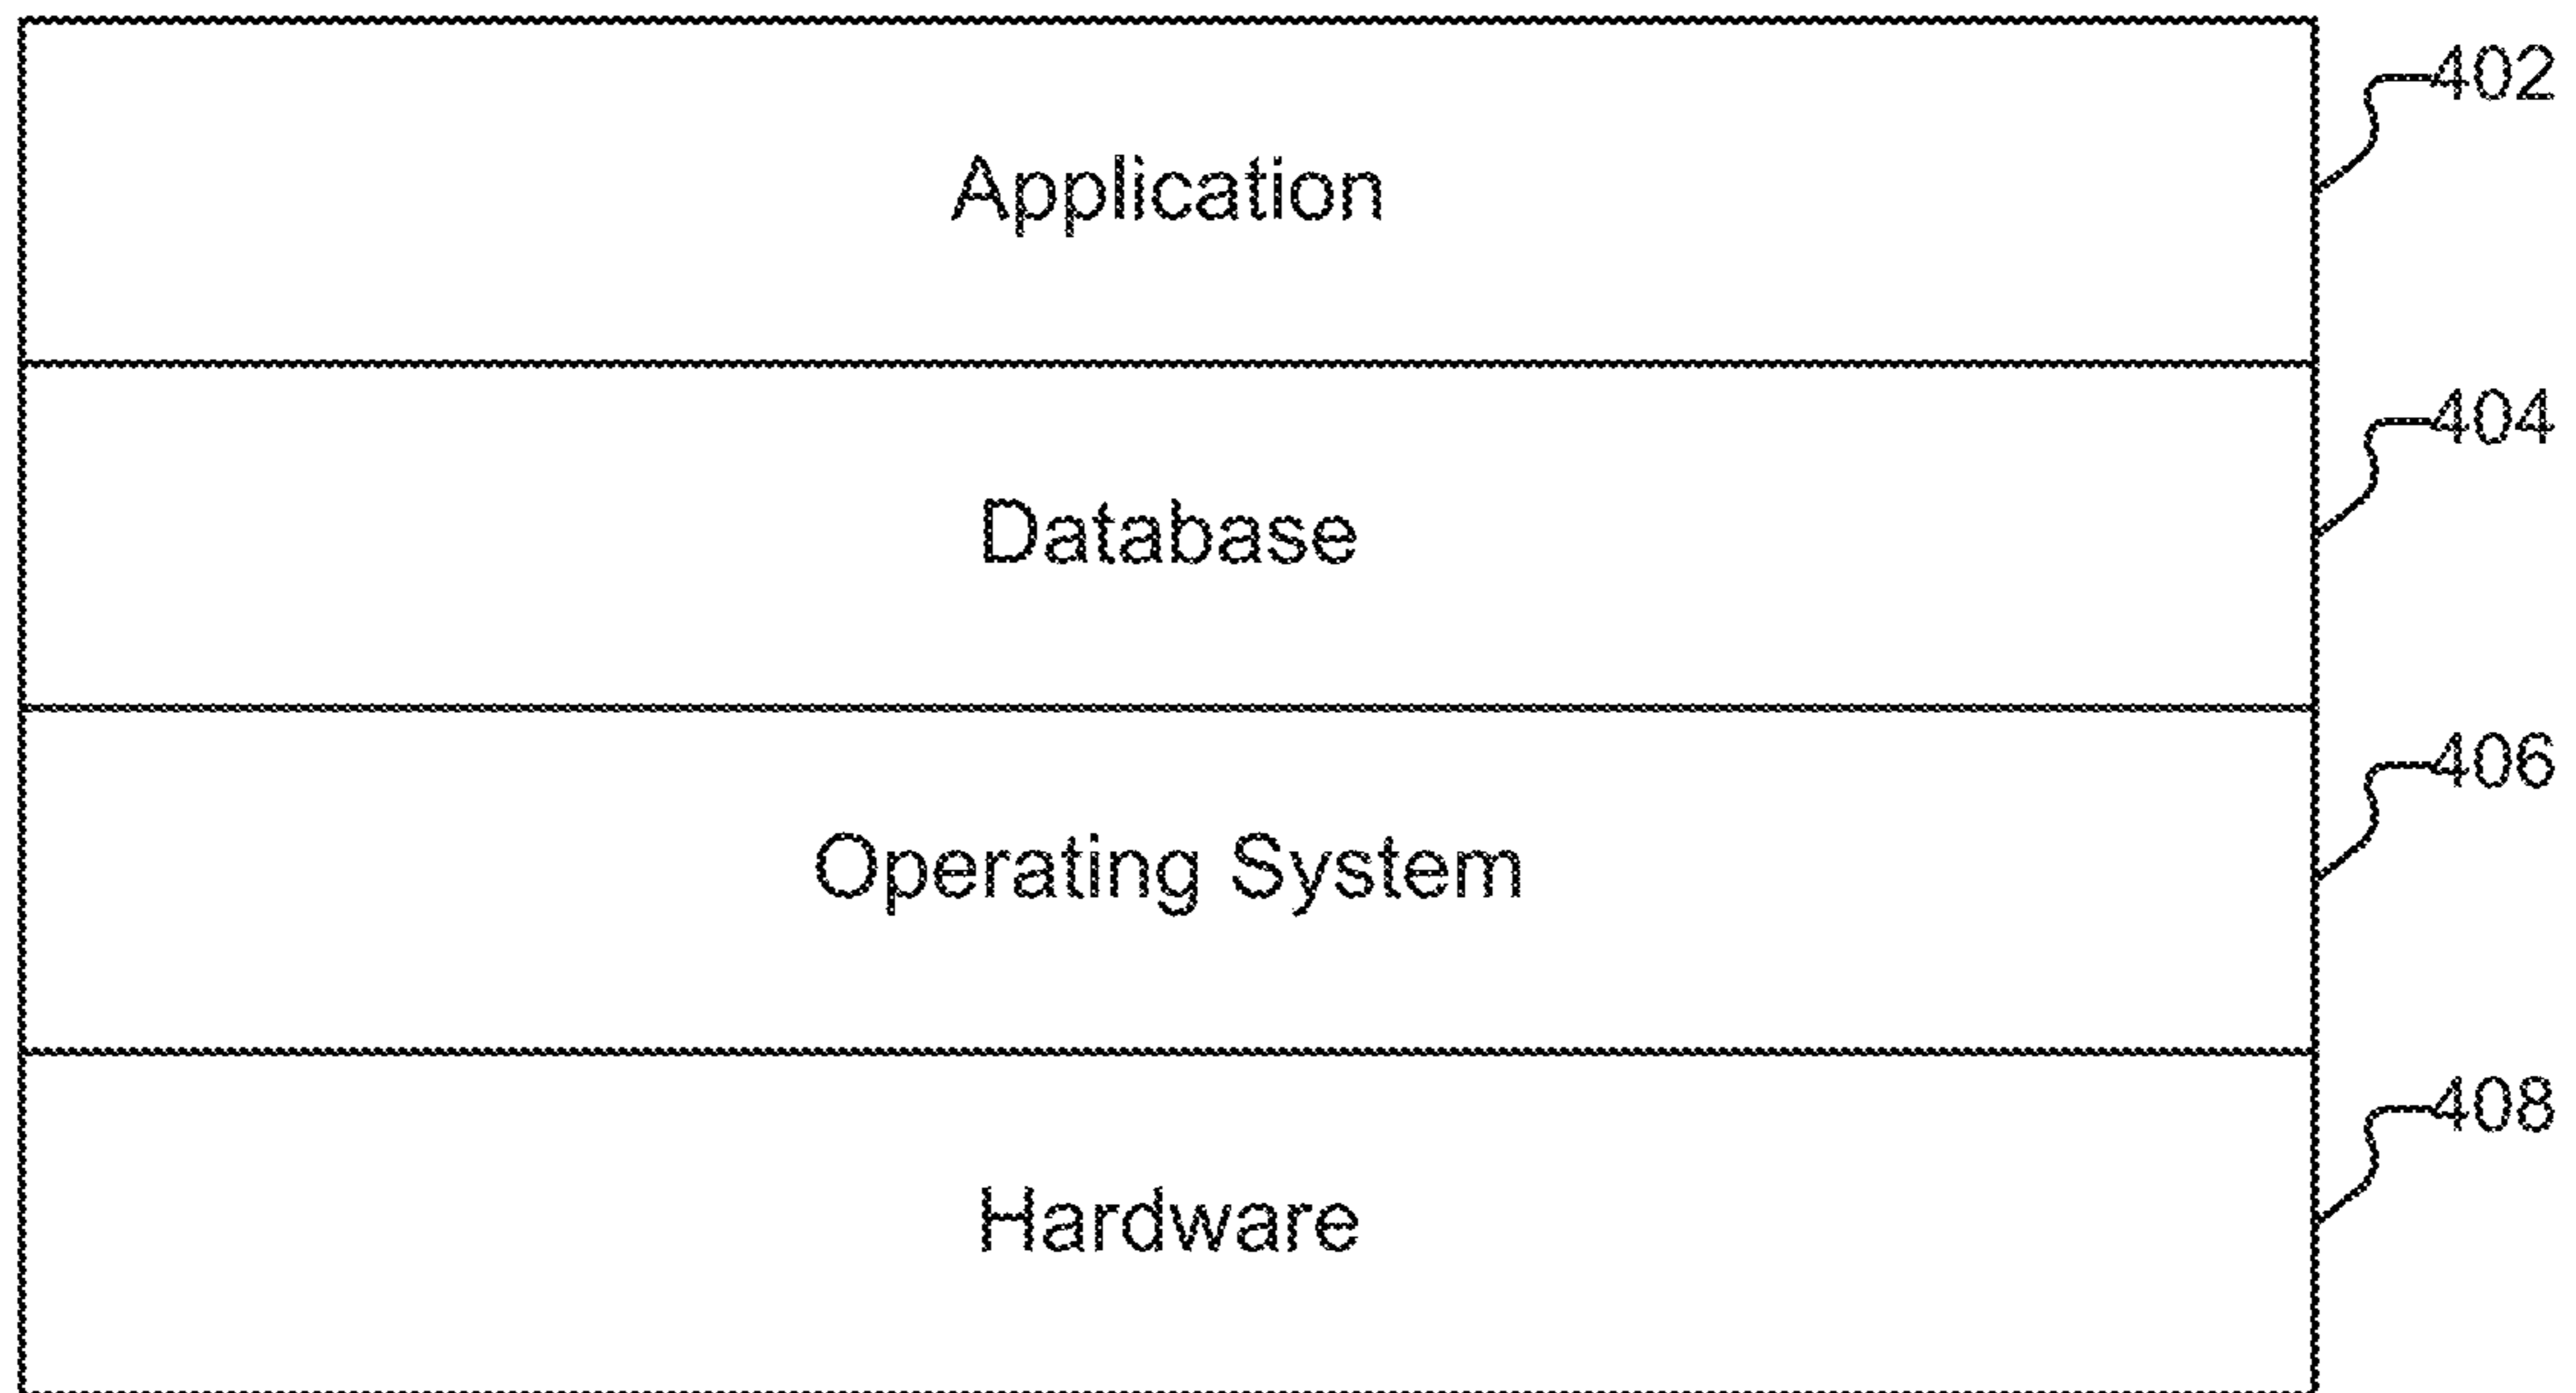 402
Application
404
Database
406
Operating System
408
Hardware